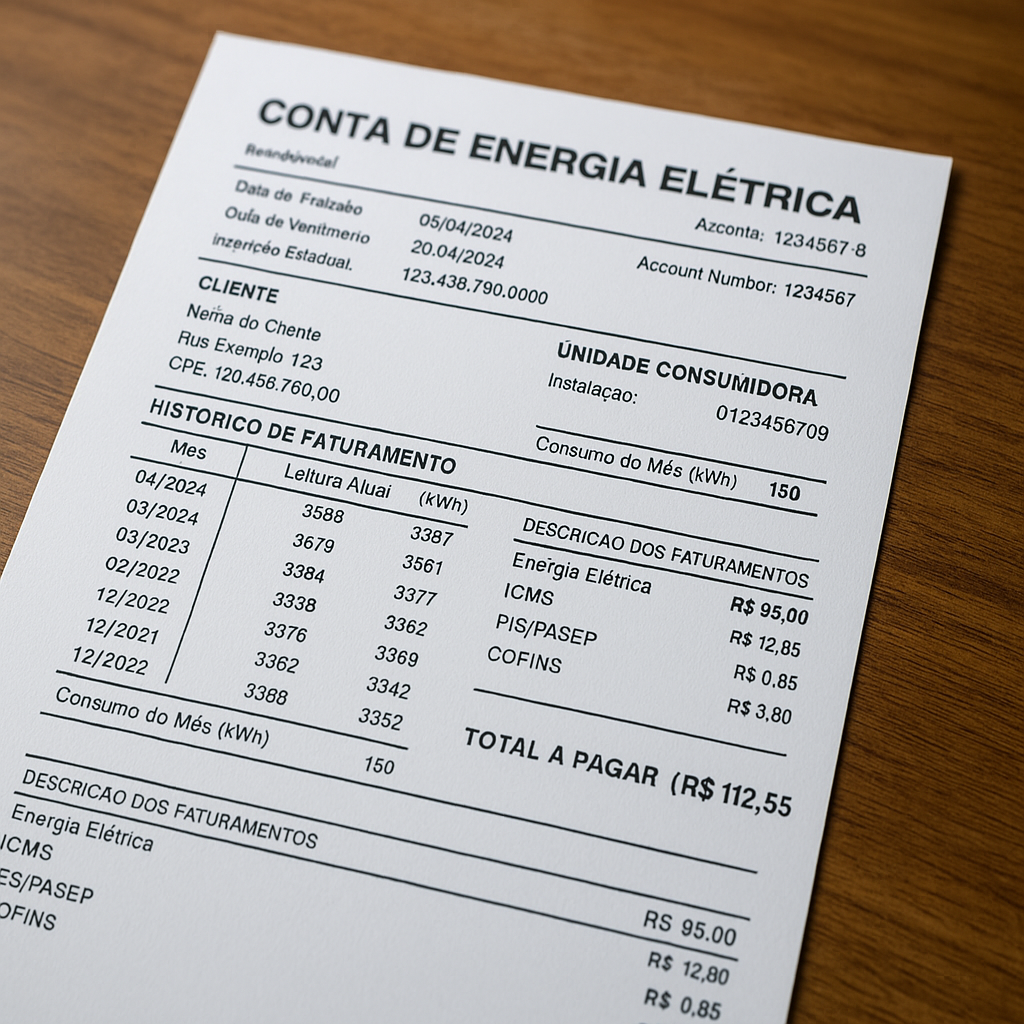 CONTA DE ENERGIA ELÉTRICA
Azconta: 1234567-8
Data de FraIzabo 05/04/2024
Account Numbor: 1234567
Ouľa de Venitmerio 20.04/2024
inzerição Estadual. 123.438.790.0000
CLIENTE
Nema do Chente
Rus Exemplo 123
CPE. 120.456.760,00
ÚNIDADE CONSUMIDORA
Instalaçao: 0123456709
Consumo do Més (kWh) 150
HISTORICO DE FATURAMENTO
Mes Leltura Aluai (kWh)
04/2024 3588 3387
03/2024 3679 3561
03/2023 3384 3377
02/2022 3338 3362
12/2022 3376 3369
12/2021 3362 3342
12/2022 3388 3352
Consumo do Més (kWh) 150
DESCRICAO DOS FATURAMENTOS
Energia Elétrica R$ 95,00
ICMS R$ 12,85
PIS/PASEP R$ 0.85
COFINS R$ 3,80
TOTAL A PAGAR (R$ 112,55
DESCRICÃO DOS FATURAMENTOS
Energia Elétrica RS 95.00
ICMS R$ 12,80
ES/PASEP R$ 0,85
OFINS